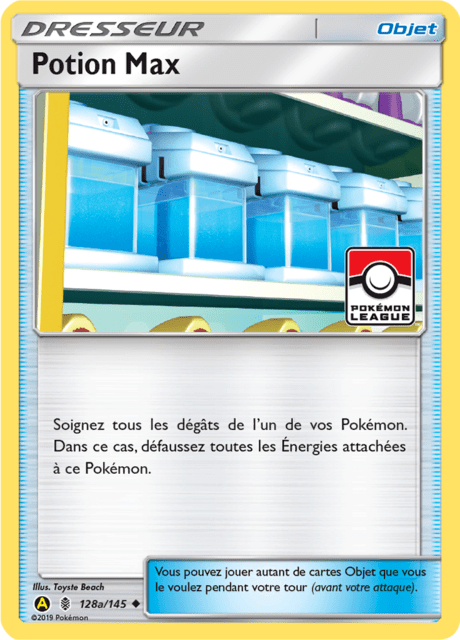 DRESSEUR
Objet
Potion Max
POKÉMON
LEAGUE
Soignez tous les dégâts de l'un de vos Pokémon.
Dans ce cas, défaussez toutes les Énergies attachées
à ce Pokémon.
Illus. Toyste Beach
Vous pouvez jouer autant de cartes Objet que vous
le voulez pendant votre tour (avant votre attaque).
A 128a/145
©2019 Pokémon